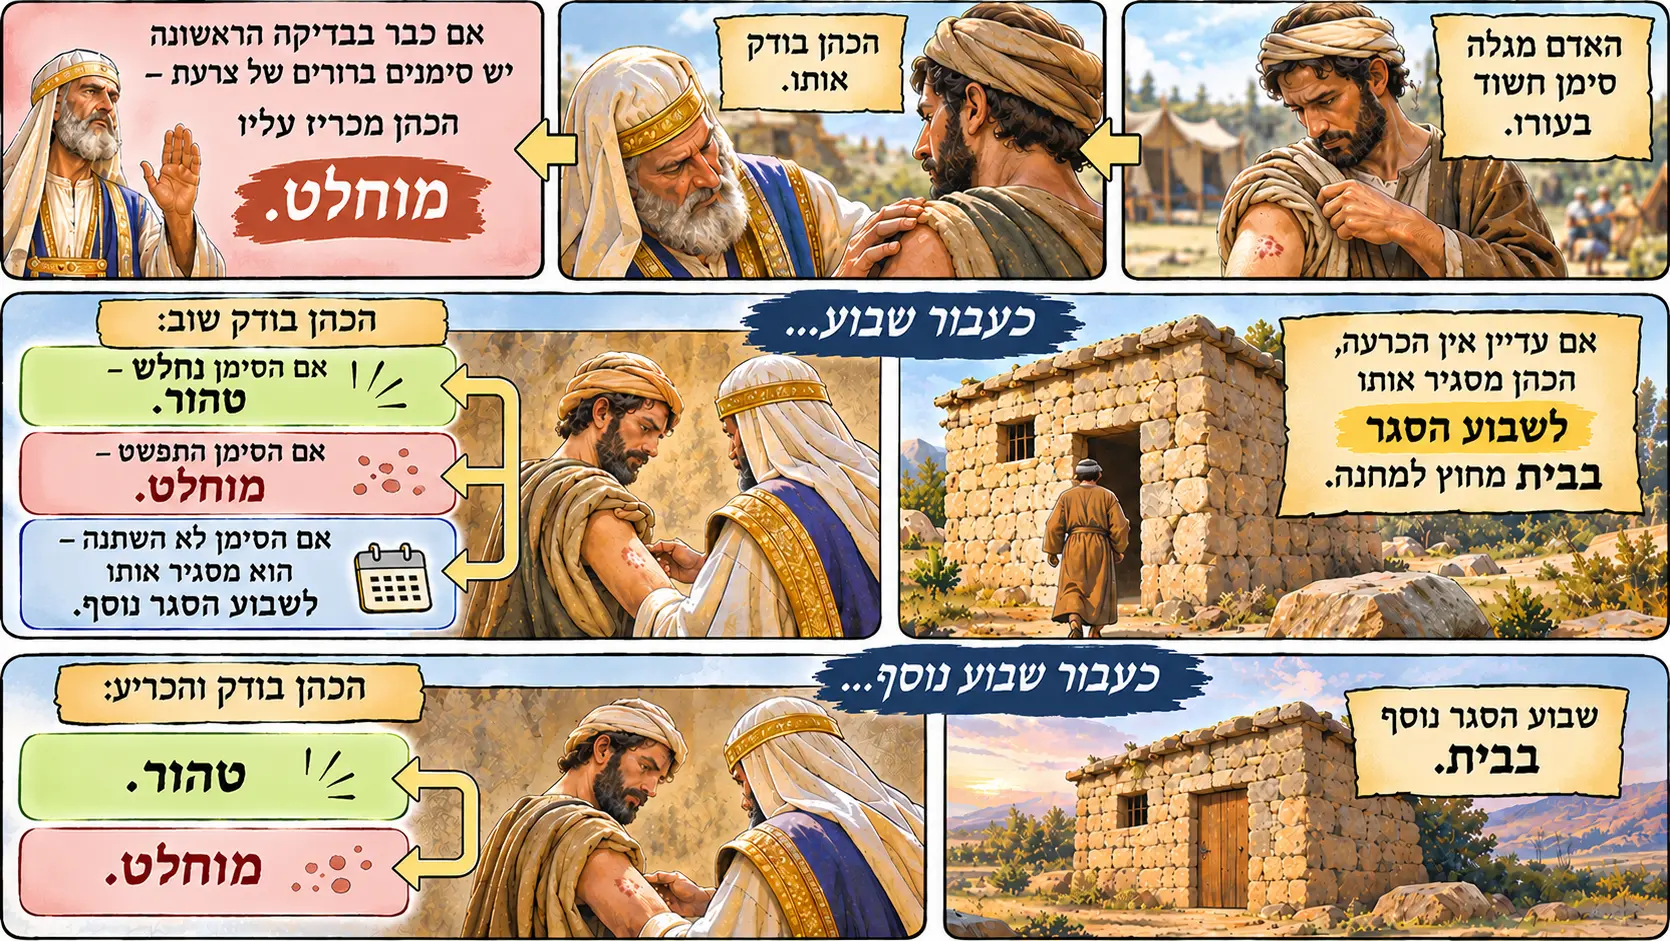 האדם מגלה
סימן חשוד
בעורו.
הכהן בודק
אותו.
אם כבר בבדיקה הראשונה
יש סימנים ברורים של צרעת –
הכהן מכריז עליו
מוחלט.
אם עדיין אין הכרעה,
הכהן מסגיר אותו
לשבוע הסגר
בבית מחוץ למחנה.
כעבור שבוע...
הכהן בודק שוב:
אם הסימן נחלש –
טהור.
אם הסימן התפשט –
מוחלט.
אם הסימן לא השתנה –
הוא מסגיר אותו
לשבוע הסגר נוסף.
שבוע הסגר נוסף
בבית.
כעבור שבוע נוסף...
הכהן בודק והכריע:
טהור.
מוחלט.